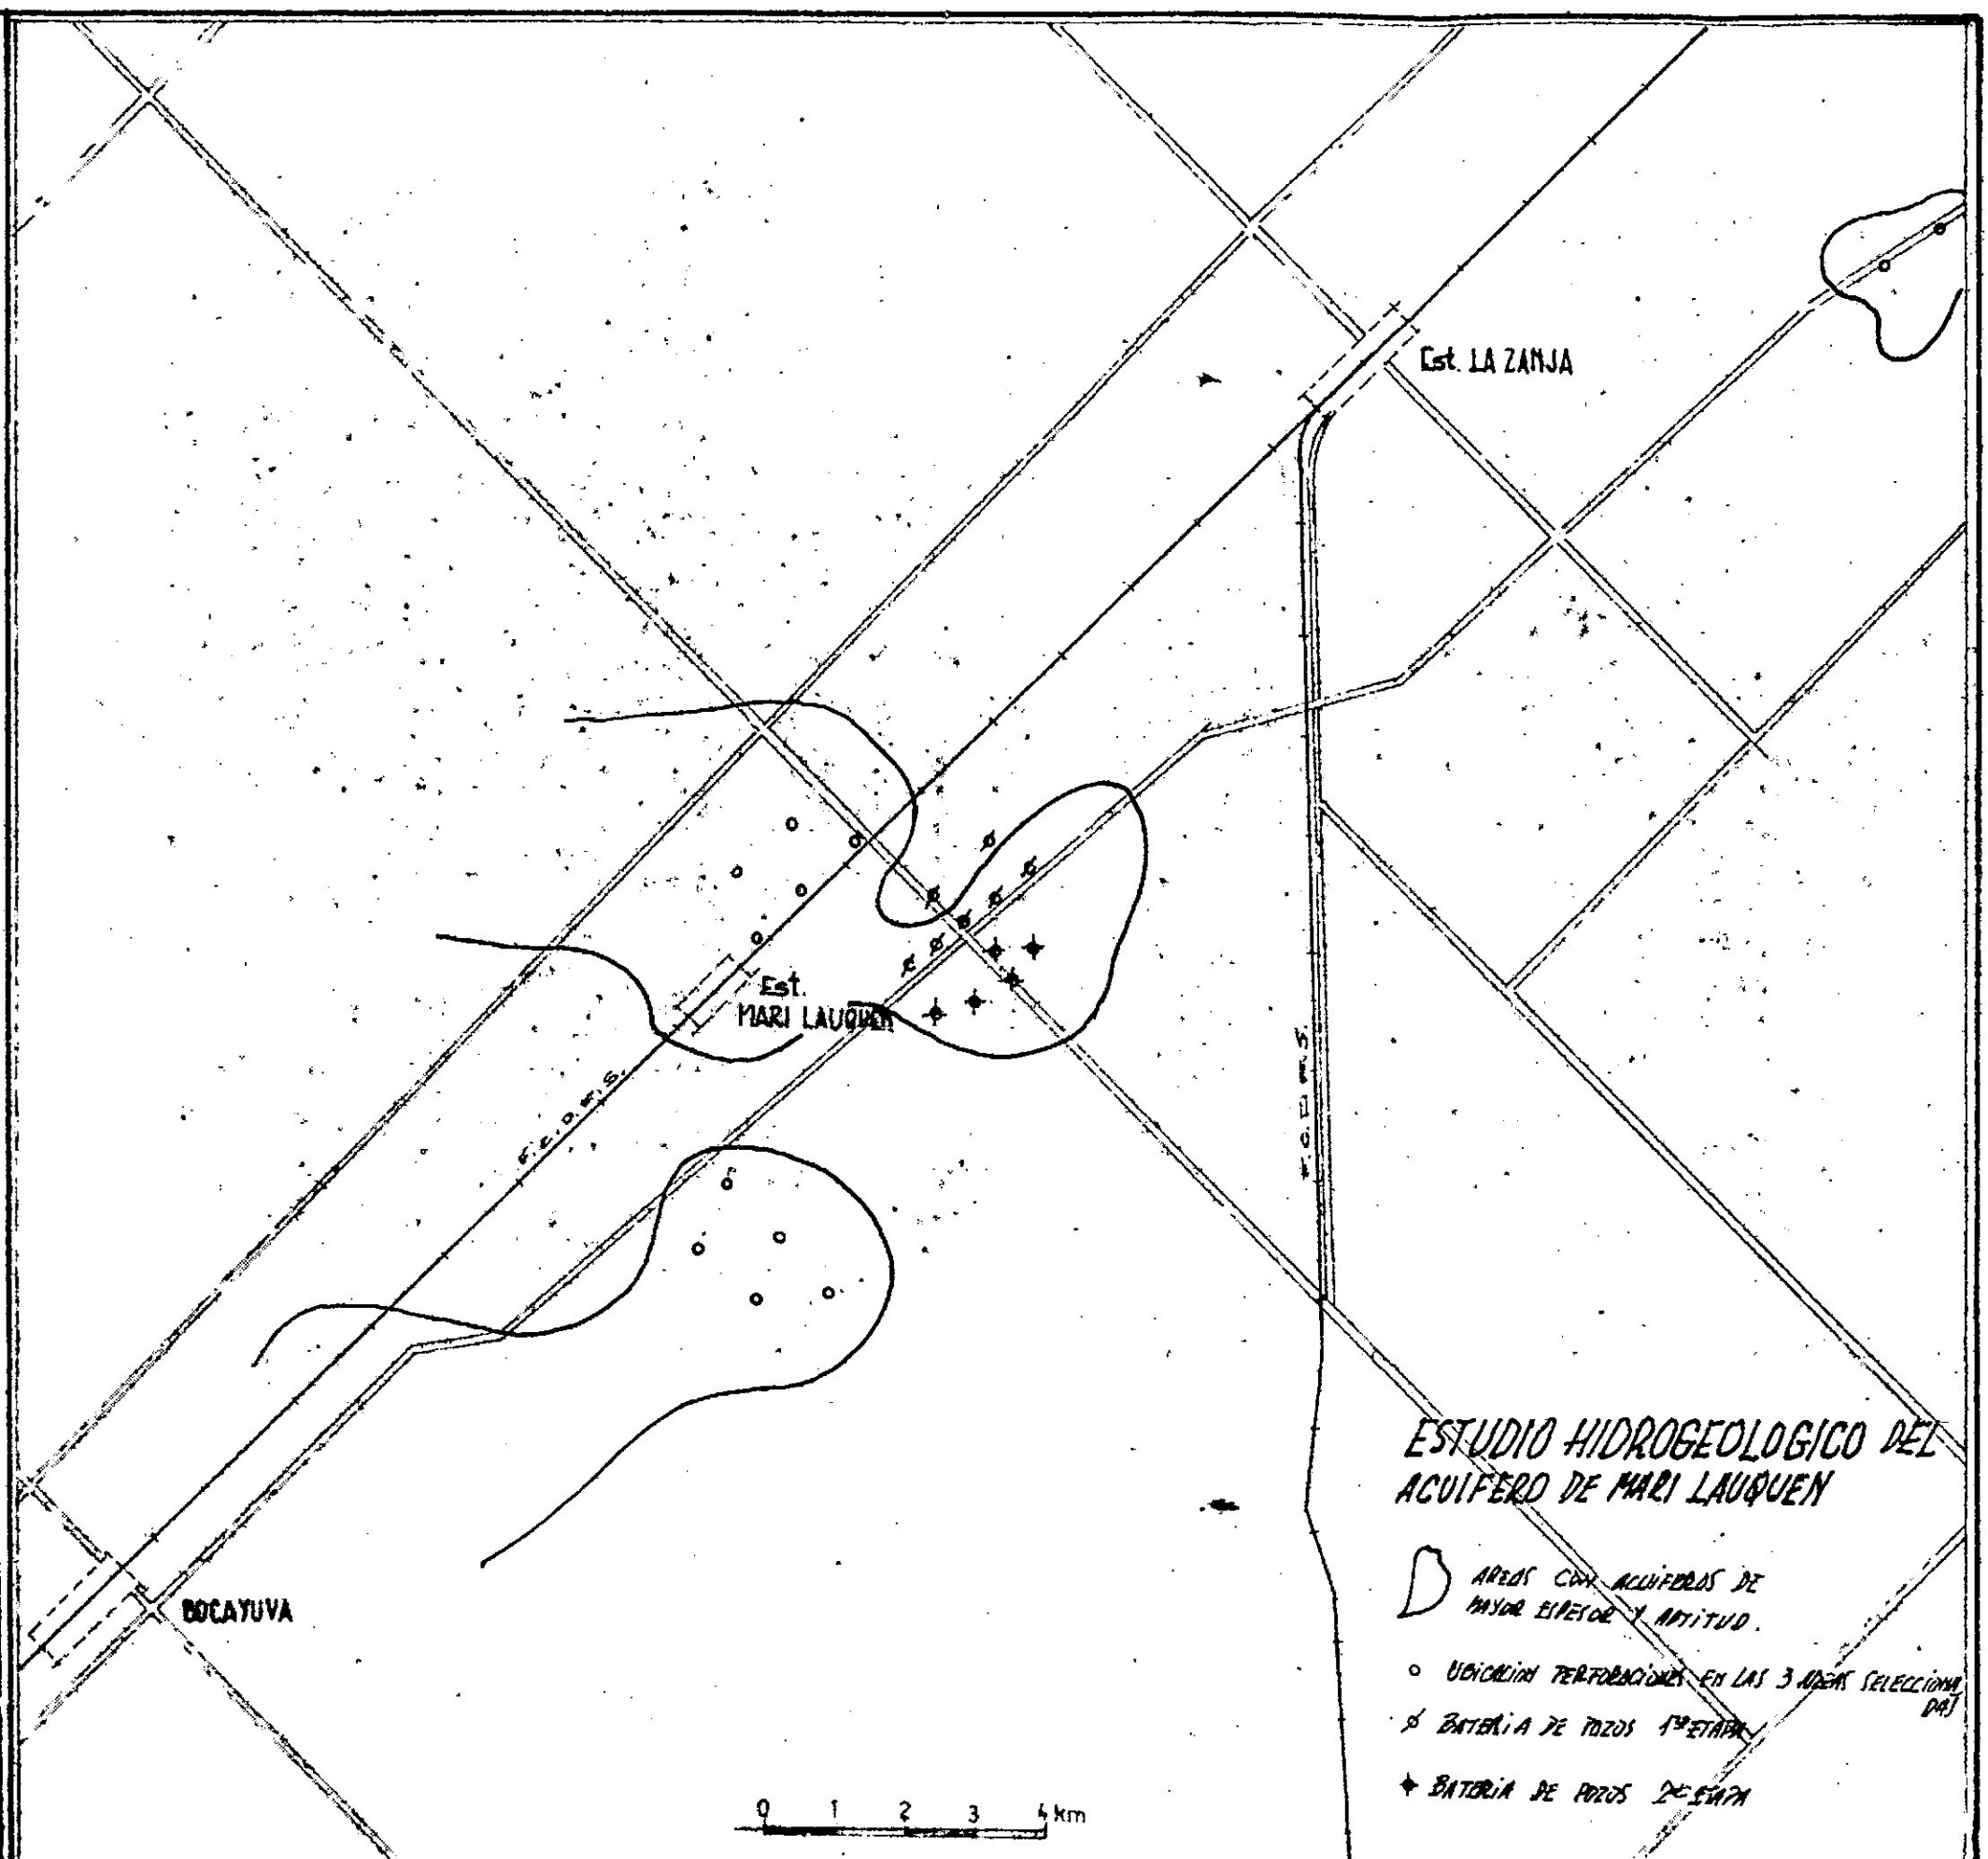 Est. LA ZANJA
Est.
MARI LAUQUEN
F.C.D.F.S.
F.C.D.F.S.
BOCAYUVA
ESTUDIO HIDROGEOLOGICO DEL
ACUIFERO DE MARI LAUQUEN
AREAS CON ACUIFEROS DE
MAYOR ESPESOR Y APTITUD.
UBICACION PERFORACIONES EN LAS 3 AREAS SELECCIONA
DAS
BATERIA DE POZOS 1ª ETAPA
BATERIA DE POZOS 2ª ETAPA
0 1 2 3 4 km